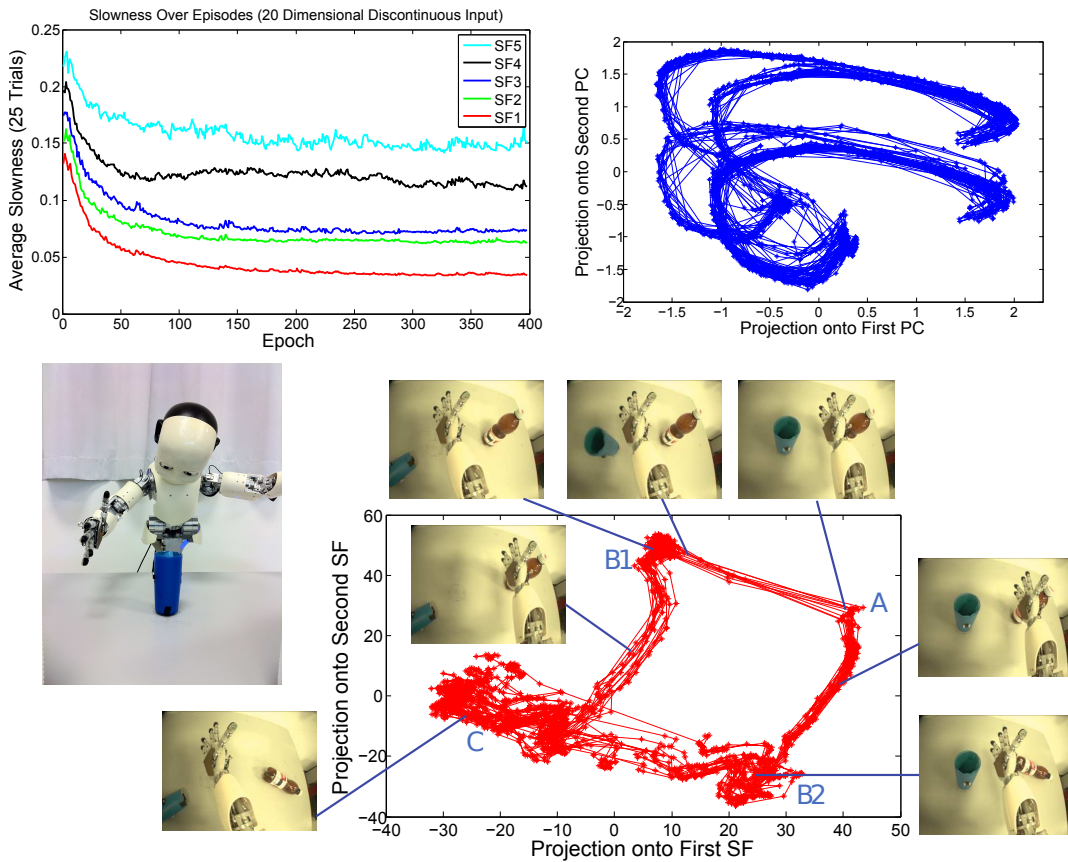 Slowness Over Episodes (20 Dimensional Discontinuous Input)
Average Slowness (25 Trials)
0.25
0.2
0.15
0.1
0.05
0
SF5
SF4
SF3
SF2
SF1
0 50 100 150 200 250 300 350 400
Epoch
Projection onto Second PC
2
1.5
1
0.5
0
−0.5
−1
−1.5
−2
−2 −1.5 −1 −0.5 0 0.5 1 1.5 2
Projection onto First PC
Projection onto Second SF
60
40
20
0
−20
−40
B1
A
C
B2
−40 −30 −20 −10 0 10 20 30 40 50
Projection onto First SF